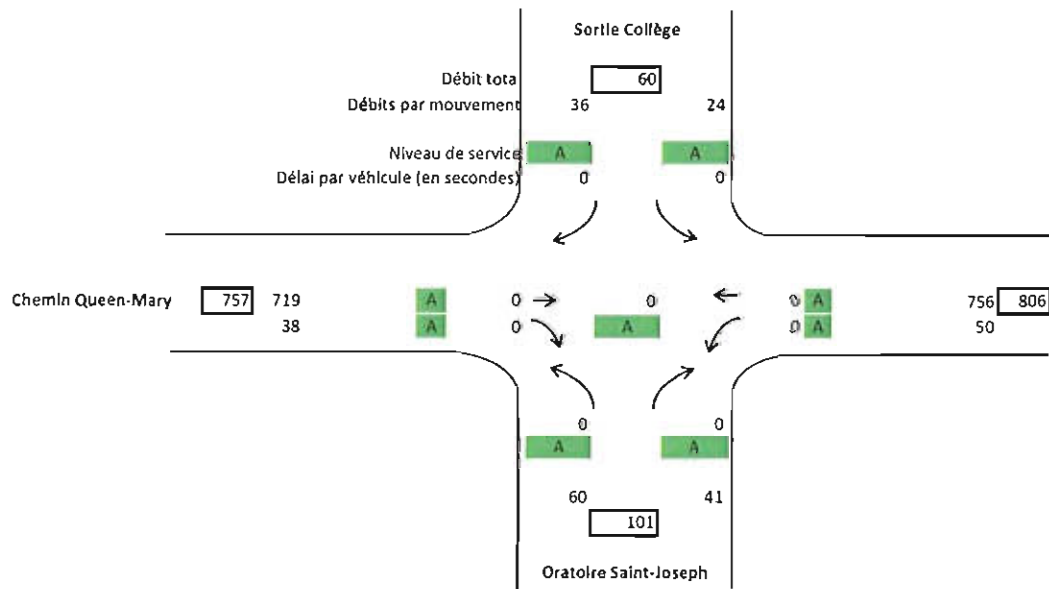 Sortie Collège
Débit tota 60
Débits par mouvement 36 24
Niveau de service A A
Délai par véhicule (en secondes) 0 0
Chemin Queen-Mary 757 719 A 0 0 0 A 756 806
38 A 0 A 0 A 50
0 0
A A
60 41
101
Oratoire Saint-Joseph